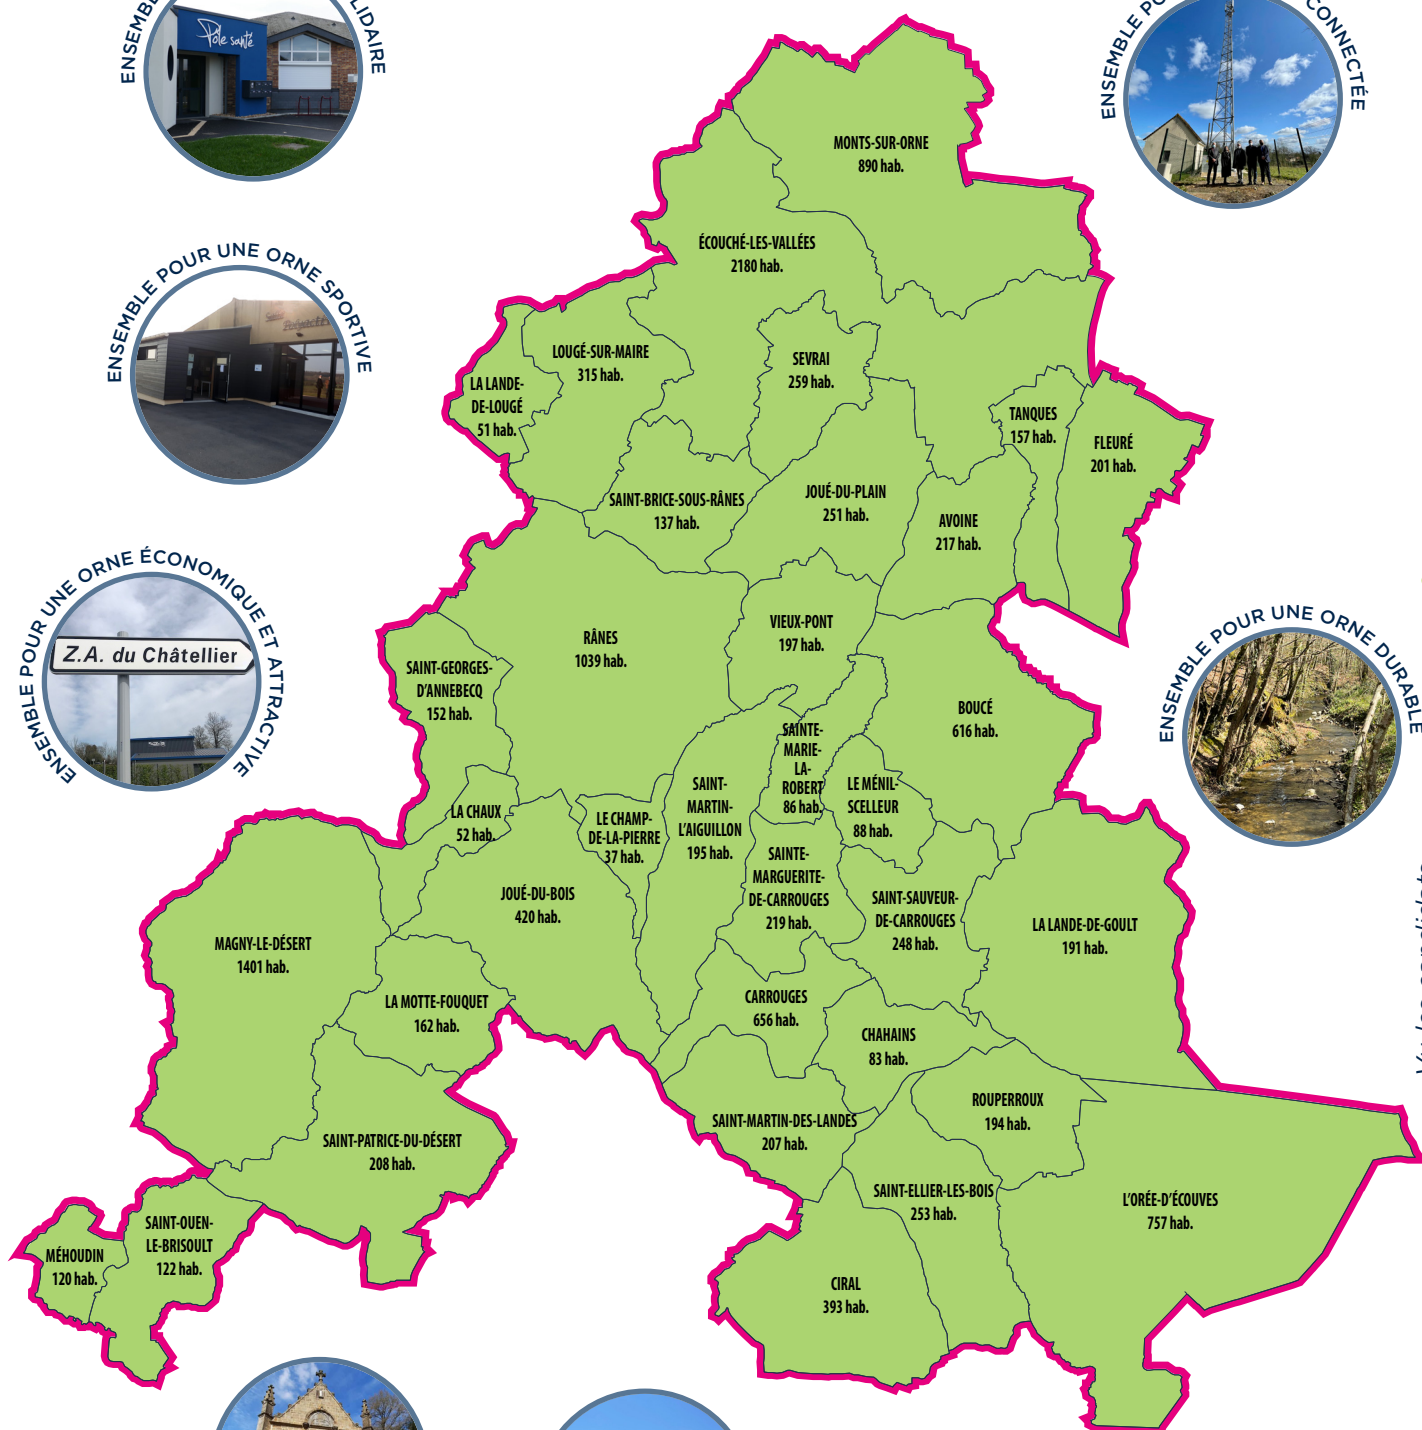 LIDAIRE
Pôle santé
CONNECTÉE
MONTS-SUR-ORNE
890 hab.
ÉCOUCHÉ-LES-VALLÉES
2180 hab.
ENSEMBLE POUR UNE ORNE SPORTIVE
LOUGÉ-SUR-MAIRE
315 hab.
SEVRAI
259 hab.
LA LANDE-
DE-LOUGÉ
51 hab.
TANQUES
157 hab.
FLEURÉ
201 hab.
SAINT-BRICE-SOUS-RÂNES
137 hab.
JOUÉ-DU-PLAIN
251 hab.
AVOINE
217 hab.
ENSEMBLE POUR UNE ORNE ÉCONOMIQUE ET ATTRACTIVE
Z.A. du Châtellier
RÂNES
1039 hab.
VIEUX-PONT
197 hab.
ENSEMBLE POUR UNE ORNE DURABLE
SAINT-GEORGES-
D'ANNEBECQ
152 hab.
BOUCÉ
616 hab.
SAINTE-
MARIE-
LA-
ROBERT
86 hab.
LE MÉNIL-
SCELLEUR
88 hab.
SAINT-
MARTIN-
L'AIGUILLON
195 hab.
LA CHAUX
52 hab.
LE CHAMP-
DE-LA-PIERRE
37 hab.
SAINTE-
MARGUERITE-
DE-CARROUGES
219 hab.
JOUÉ-DU-BOIS
420 hab.
SAINT-SAUVEUR-
DE-CARROUGES
248 hab.
LA LANDE-DE-GOULT
191 hab.
MAGNY-LE-DÉSERT
1401 hab.
LA MOTTE-FOUQUET
162 hab.
CARROUGES
656 hab.
CHAHAINS
83 hab.
ROUPERROUX
194 hab.
SAINT-MARTIN-DES-LANDES
207 hab.
SAINT-PATRICE-DU-DÉSERT
208 hab.
SAINT-ELLIER-LES-BOIS
253 hab.
L'ORÉE-D'ÉCOUVES
757 hab.
SAINT-OUEN-
LE-BRISOULT
122 hab.
MÉHOUDIN
120 hab.
CIRAL
393 hab.